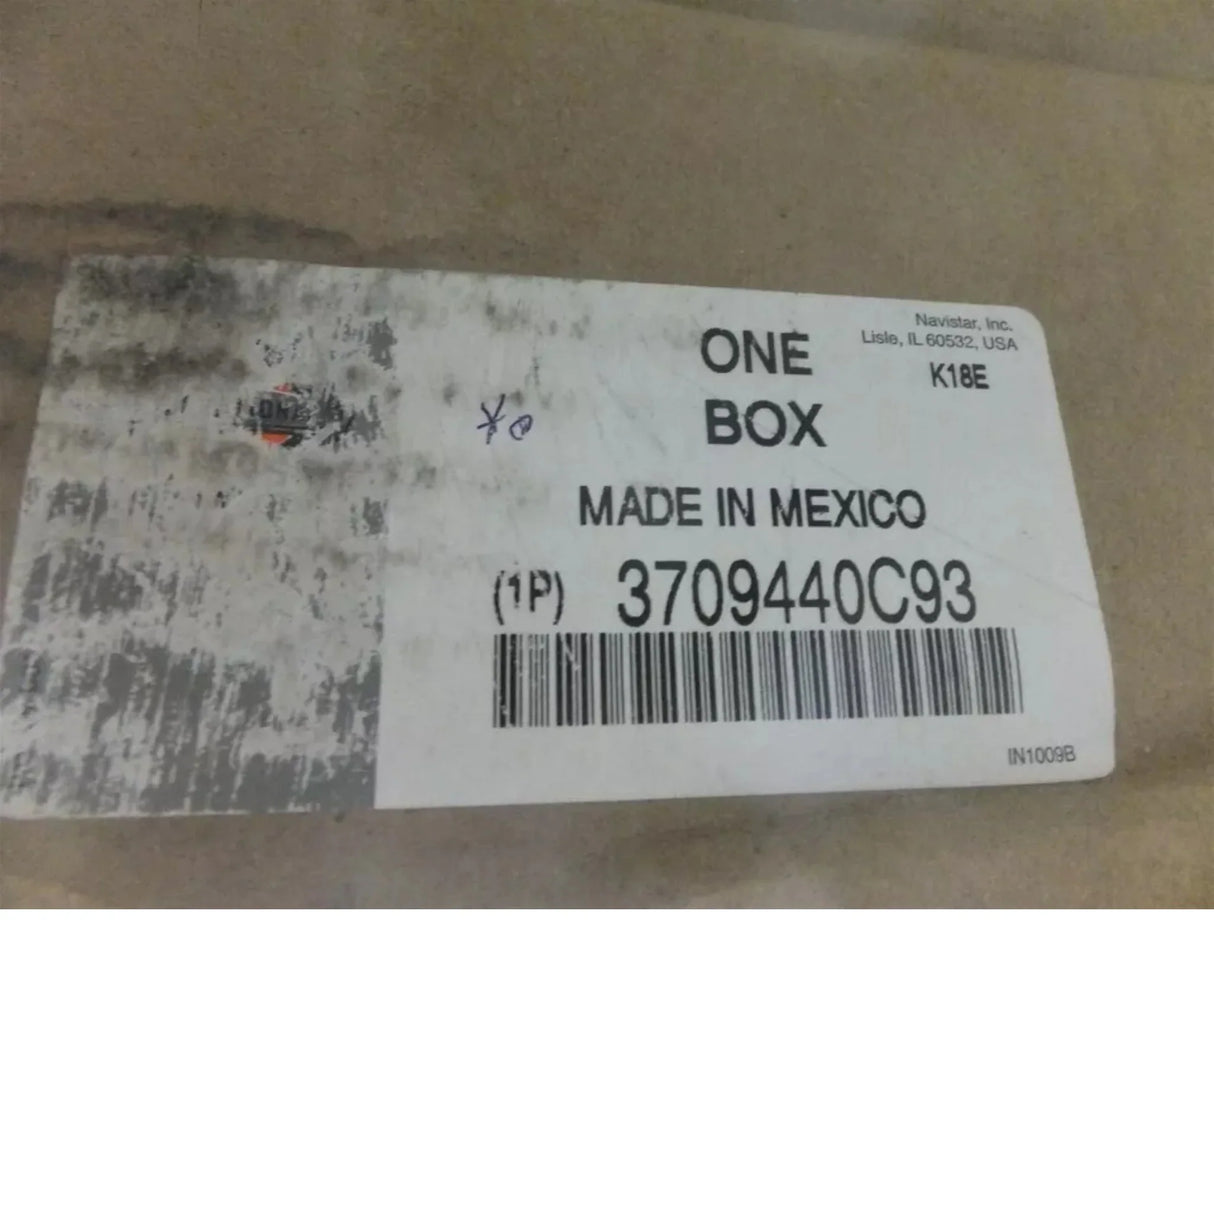 Navistar, Inc.
Lisle, IL 60532, USA
K18E
ONE
BOX
MADE IN MEXICO
(1P) 3709440C93
IN1009B